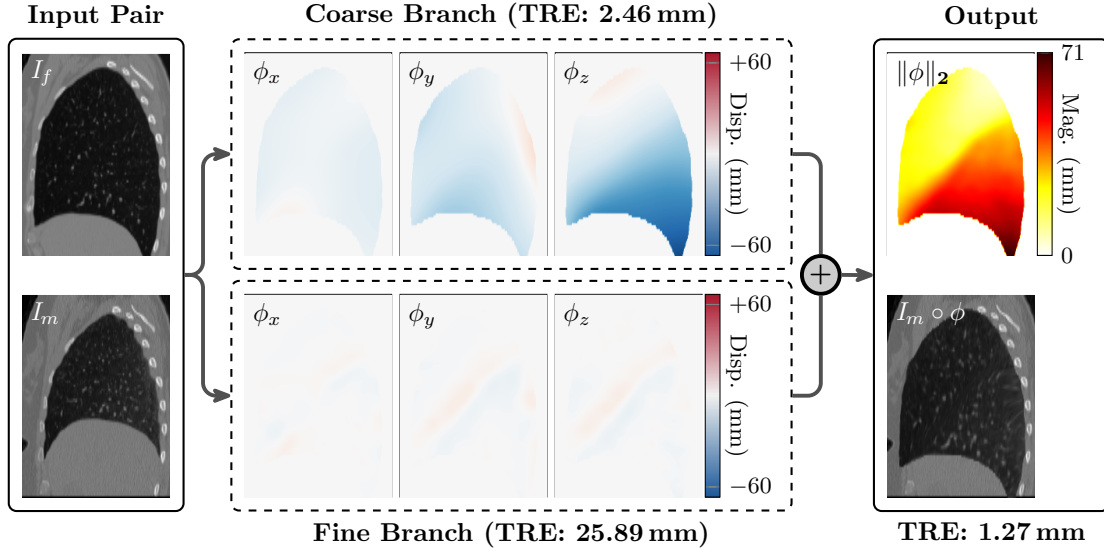 Input Pair
Coarse Branch (TRE: 2.46 mm)
Output
I_f
ϕ_x
ϕ_y
ϕ_z
+60
Disp. (mm)
−60
‖ϕ‖₂
71
Mag. (mm)
0
+
I_m
ϕ_x
ϕ_y
ϕ_z
+60
Disp. (mm)
−60
I_m ∘ ϕ
Fine Branch (TRE: 25.89 mm)
TRE: 1.27 mm